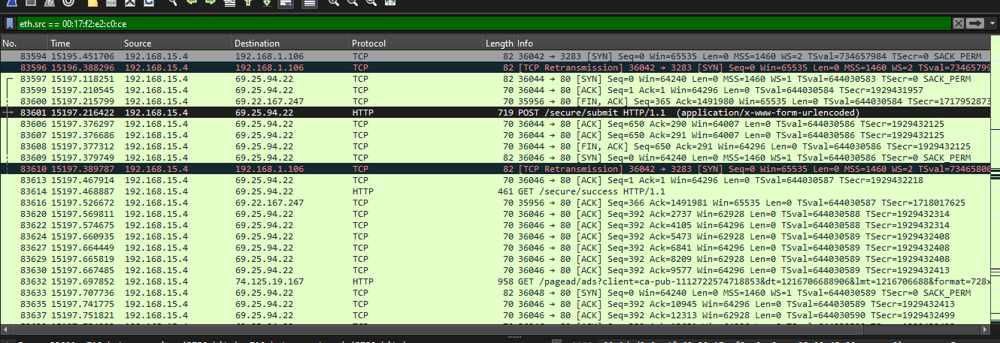 eth.src == 00:17:f2:e2:c0:ce
No. Time Source Destination Protocol Length Info
83594 15195.451706 192.168.15.4 192.168.1.106 TCP 82 36042 → 3283 [SYN] Seq=0 Win=65535 Len=0 MSS=1460 WS=2 TSval=734657984 TSecr=0 SACK_PERM
83596 15196.388296 192.168.15.4 192.168.1.106 TCP 82 [TCP Retransmission] 36042 → 3283 [SYN] Seq=0 Win=65535 Len=0 MSS=1460 WS=2 TSval=73465799
83597 15197.118251 192.168.15.4 69.25.94.22 TCP 82 36044 → 80 [SYN] Seq=0 Win=64240 Len=0 MSS=1460 WS=1 TSval=644030583 TSecr=0 SACK_PERM
83599 15197.210545 192.168.15.4 69.25.94.22 TCP 70 36044 → 80 [ACK] Seq=1 Ack=1 Win=64296 Len=0 TSval=644030584 TSecr=1929431957
83600 15197.215799 192.168.15.4 69.22.167.247 TCP 70 35956 → 80 [FIN, ACK] Seq=365 Ack=1491980 Win=65535 Len=0 TSval=644030584 TSecr=1717952873
83601 15197.216422 192.168.15.4 69.25.94.22 HTTP 719 POST /secure/submit HTTP/1.1 (application/x-www-form-urlencoded)
83606 15197.376297 192.168.15.4 69.25.94.22 TCP 70 36044 → 80 [ACK] Seq=650 Ack=290 Win=64007 Len=0 TSval=644030586 TSecr=1929432125
83607 15197.376686 192.168.15.4 69.25.94.22 TCP 70 36044 → 80 [ACK] Seq=650 Ack=291 Win=64007 Len=0 TSval=644030586 TSecr=1929432125
83608 15197.377312 192.168.15.4 69.25.94.22 TCP 70 36044 → 80 [FIN, ACK] Seq=650 Ack=291 Win=64296 Len=0 TSval=644030586 TSecr=1929432125
83609 15197.379749 192.168.15.4 69.25.94.22 TCP 82 36046 → 80 [SYN] Seq=0 Win=64240 Len=0 MSS=1460 WS=1 TSval=644030586 TSecr=0 SACK_PERM
83610 15197.389787 192.168.15.4 192.168.1.106 TCP 82 [TCP Retransmission] 36042 → 3283 [SYN] Seq=0 Win=65535 Len=0 MSS=1460 WS=2 TSval=73465800
83613 15197.467914 192.168.15.4 69.25.94.22 TCP 70 36046 → 80 [ACK] Seq=1 Ack=1 Win=64296 Len=0 TSval=644030587 TSecr=1929432218
83614 15197.468887 192.168.15.4 69.25.94.22 HTTP 461 GET /secure/success HTTP/1.1
83616 15197.526672 192.168.15.4 69.22.167.247 TCP 70 35956 → 80 [ACK] Seq=366 Ack=1491981 Win=65535 Len=0 TSval=644030587 TSecr=1718017625
83620 15197.569811 192.168.15.4 69.25.94.22 TCP 70 36046 → 80 [ACK] Seq=392 Ack=2737 Win=62928 Len=0 TSval=644030588 TSecr=1929432314
83622 15197.574675 192.168.15.4 69.25.94.22 TCP 70 36046 → 80 [ACK] Seq=392 Ack=4105 Win=64296 Len=0 TSval=644030588 TSecr=1929432314
83624 15197.660935 192.168.15.4 69.25.94.22 TCP 70 36046 → 80 [ACK] Seq=392 Ack=5473 Win=62928 Len=0 TSval=644030589 TSecr=1929432408
83627 15197.664449 192.168.15.4 69.25.94.22 TCP 70 36046 → 80 [ACK] Seq=392 Ack=6841 Win=64296 Len=0 TSval=644030589 TSecr=1929432408
83629 15197.665819 192.168.15.4 69.25.94.22 TCP 70 36046 → 80 [ACK] Seq=392 Ack=8209 Win=62928 Len=0 TSval=644030589 TSecr=1929432408
83630 15197.667485 192.168.15.4 69.25.94.22 TCP 70 36046 → 80 [ACK] Seq=392 Ack=9577 Win=64296 Len=0 TSval=644030589 TSecr=1929432413
83632 15197.697852 192.168.15.4 74.125.19.167 HTTP 958 GET /pagead/ads?client=ca-pub-1112722574718853&dt=1216706688906&lmt=1216706688&format=728x
83634 15197.707736 192.168.15.4 69.25.94.22 TCP 82 36048 → 80 [SYN] Seq=0 Win=64240 Len=0 MSS=1460 WS=1 TSval=644030589 TSecr=0 SACK_PERM
83635 15197.741775 192.168.15.4 69.25.94.22 TCP 70 36046 → 80 [ACK] Seq=392 Ack=10945 Win=64296 Len=0 TSval=644030590 TSecr=1929432413
83637 15197.751821 192.168.15.4 69.25.94.22 TCP 70 36046 → 80 [ACK] Seq=392 Ack=12313 Win=62928 Len=0 TSval=644030590 TSecr=1929432499